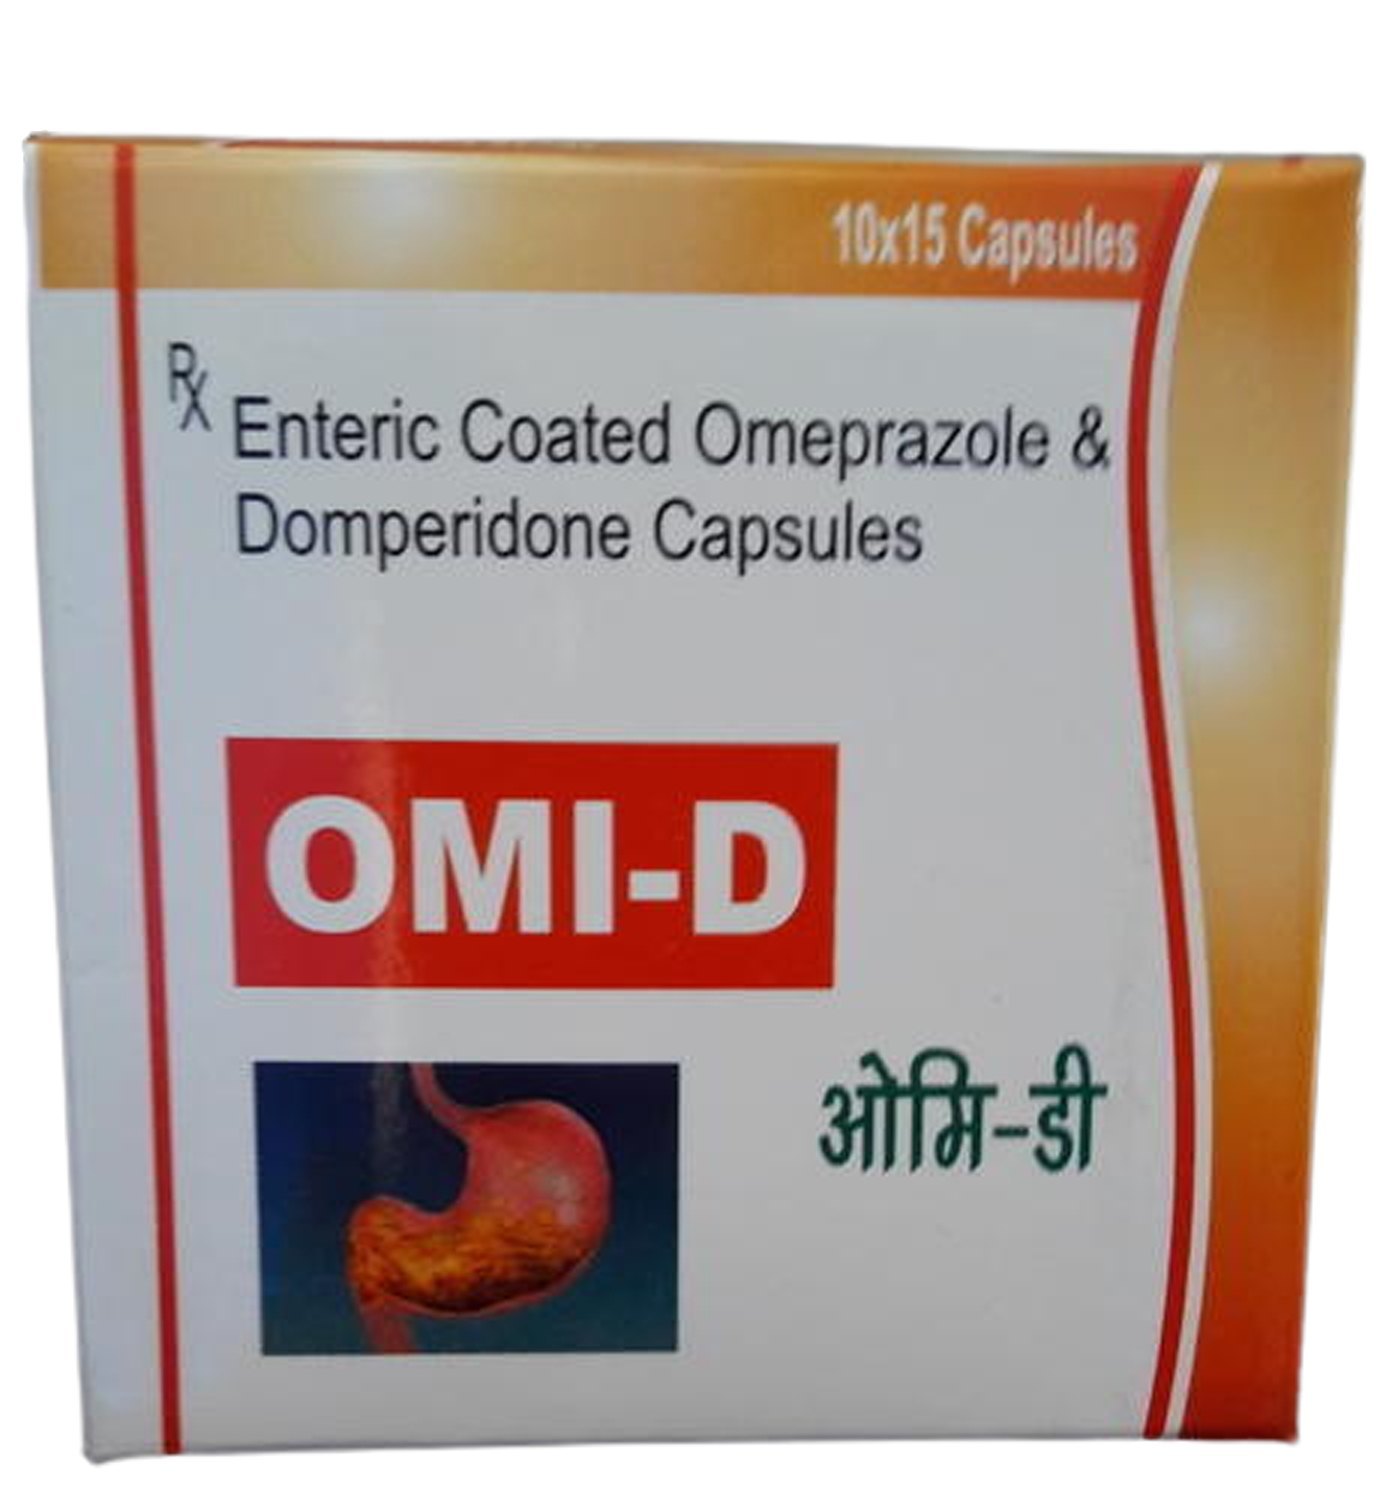 10x15 Capsules
Rx Enteric Coated Omeprazole &
Domperidone Capsules
OMI-D
ओमि-डी